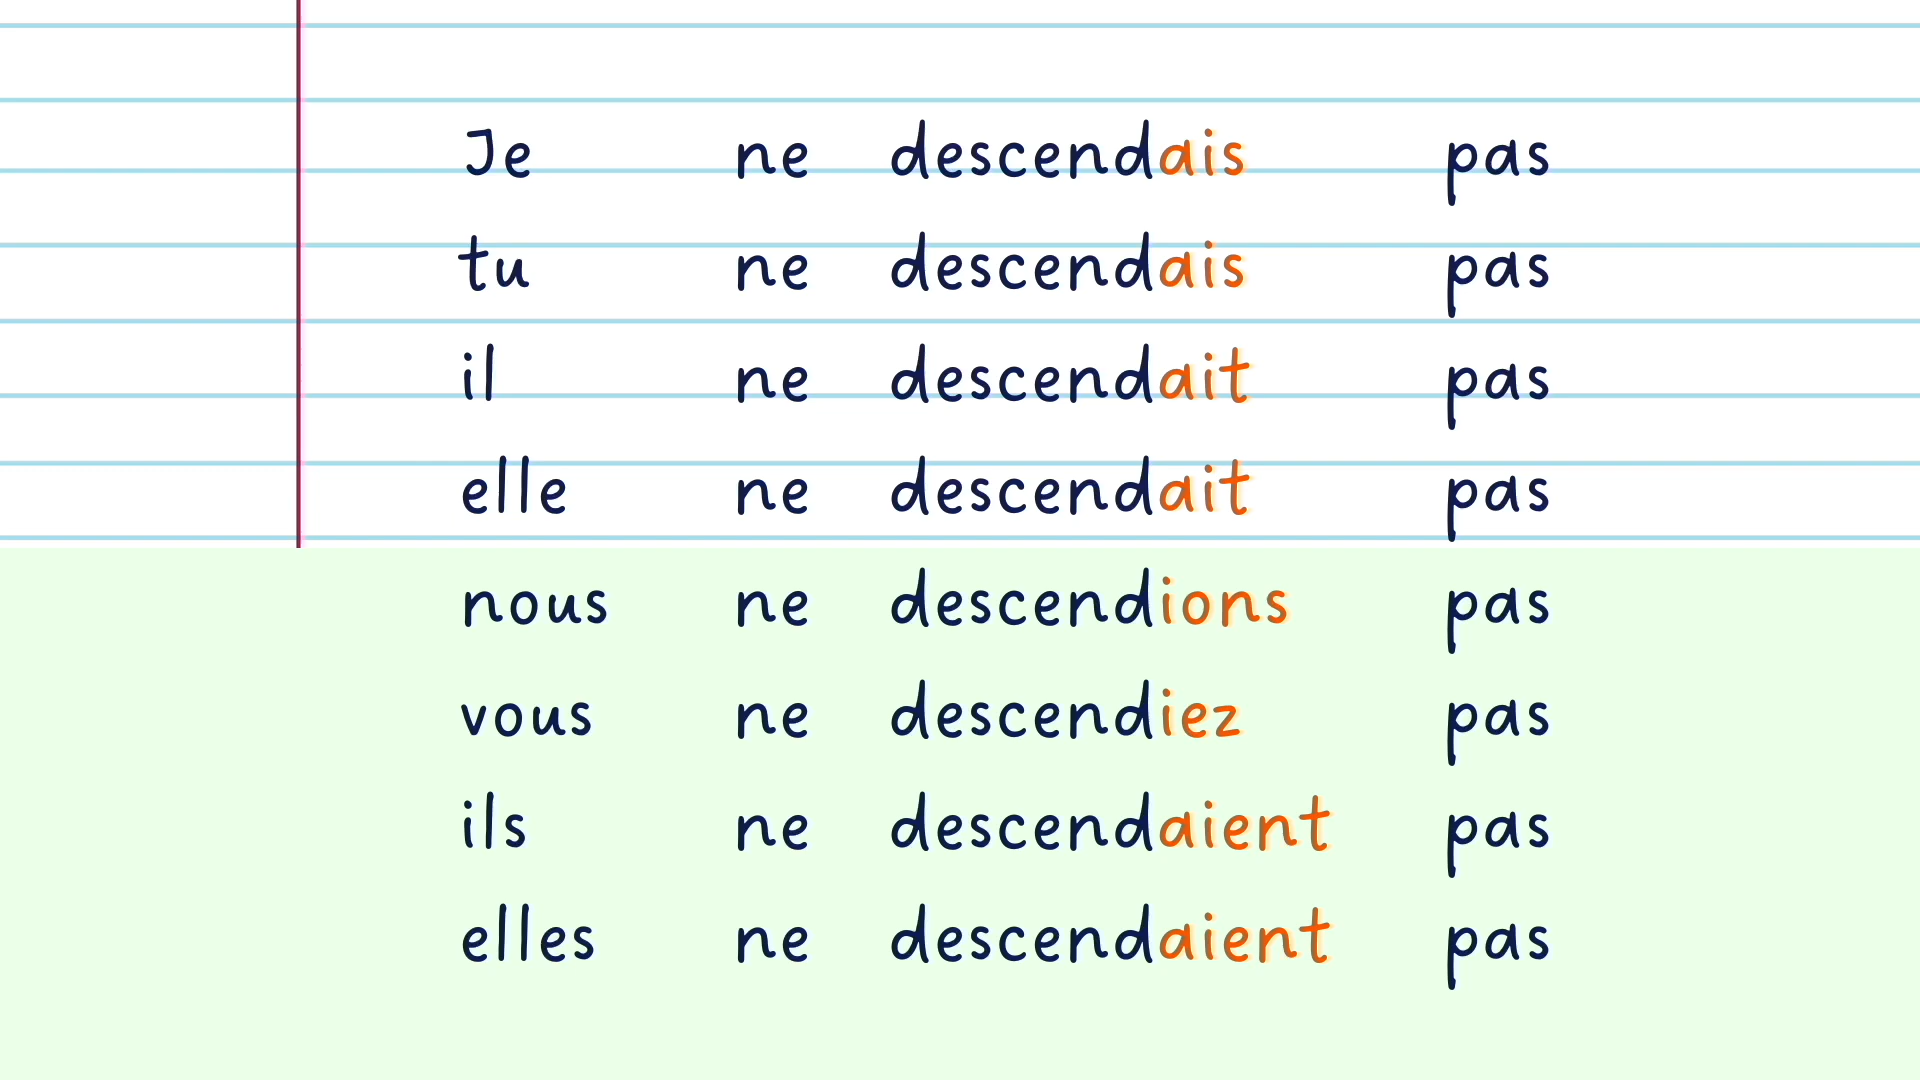 Je ne descendais pas
tu ne descendais pas
il ne descendait pas
elle ne descendait pas
nous ne descendions pas
vous ne descendiez pas
ils ne descendaient pas
elles ne descendaient pas